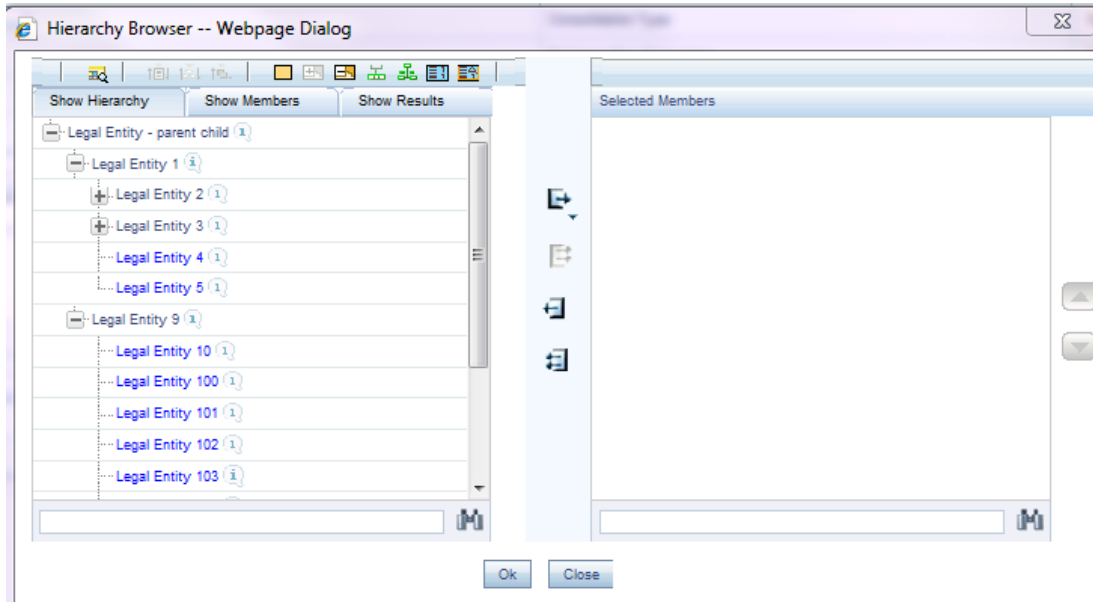 Hierarchy Browser -- Webpage Dialog
Show Hierarchy Show Members Show Results
Selected Members
Legal Entity - parent child
Legal Entity 1
Legal Entity 2
Legal Entity 3
Legal Entity 4
Legal Entity 5
Legal Entity 9
Legal Entity 10
Legal Entity 100
Legal Entity 101
Legal Entity 102
Legal Entity 103
Ok Close